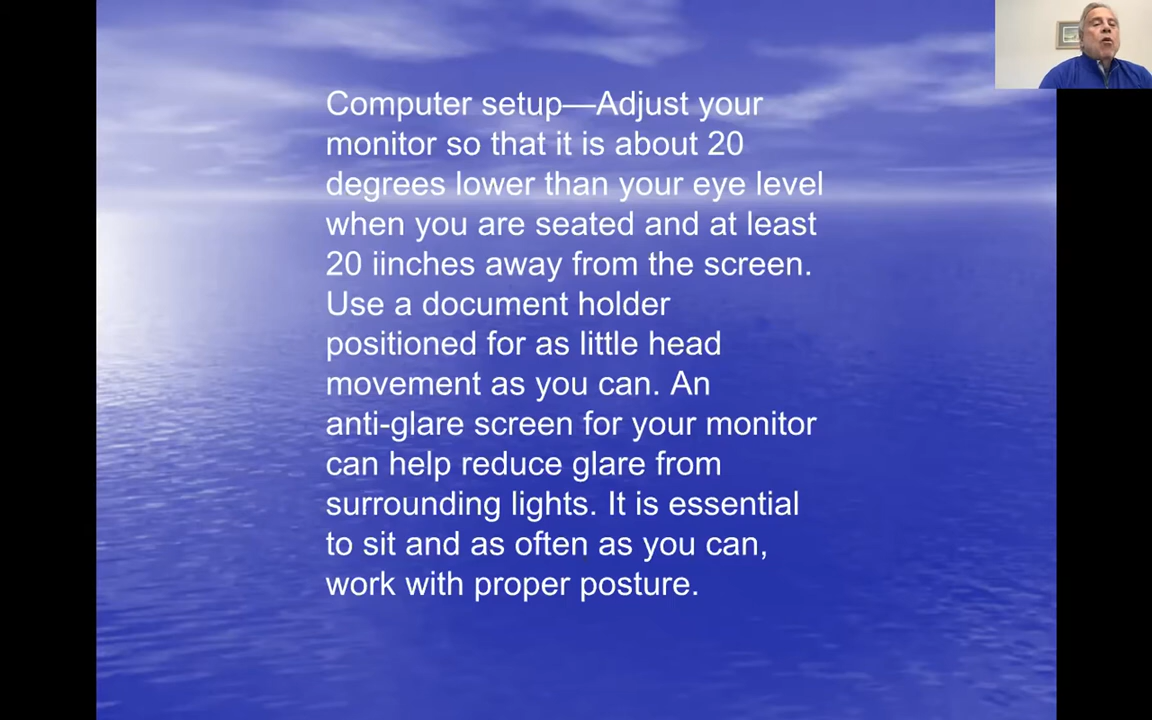 Computer setup—Adjust your
monitor so that it is about 20
degrees lower than your eye level
when you are seated and at least
20 iinches away from the screen.
Use a document holder
positioned for as little head
movement as you can. An
anti-glare screen for your monitor
can help reduce glare from
surrounding lights. It is essential
to sit and as often as you can,
work with proper posture.